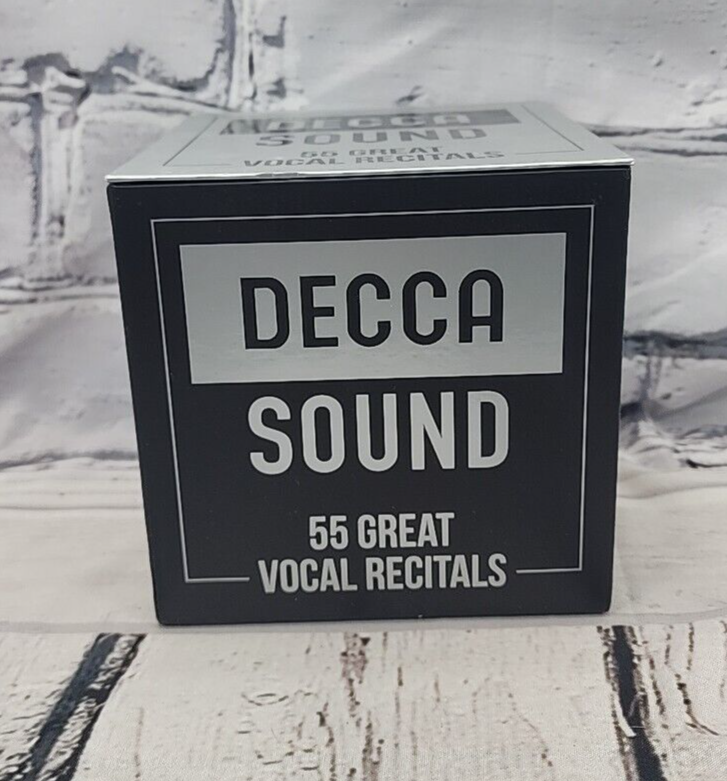 DECCA
SOUND
55 GREAT
VOCAL RECITALS
DECCA
SOUND
55 GREAT
VOCAL RECITALS